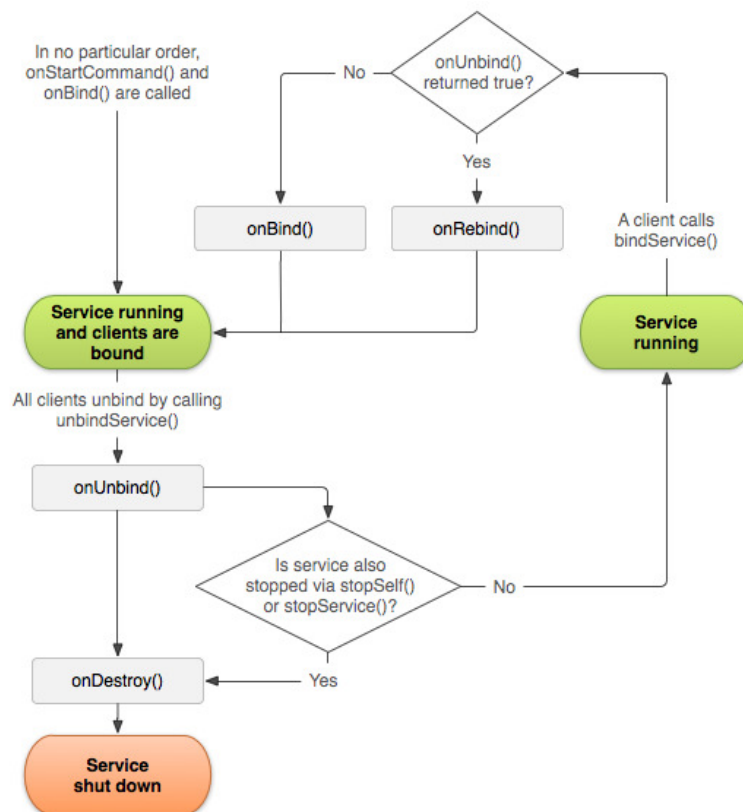 In no particular order,
onStartCommand() and
onBind() are called
No
onUnbind()
returned true?
Yes
onBind()
onRebind()
A client calls
bindService()
Service running
and clients are
bound
Service
running
All clients unbind by calling
unbindService()
onUnbind()
Is service also
stopped via stopSelf()
or stopService()?
No
Yes
onDestroy()
Service
shut down